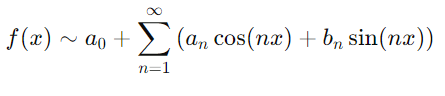 f(x) ∼ a₀ + ∑_{n=1}^{∞} (aₙ cos(nx) + bₙ sin(nx))